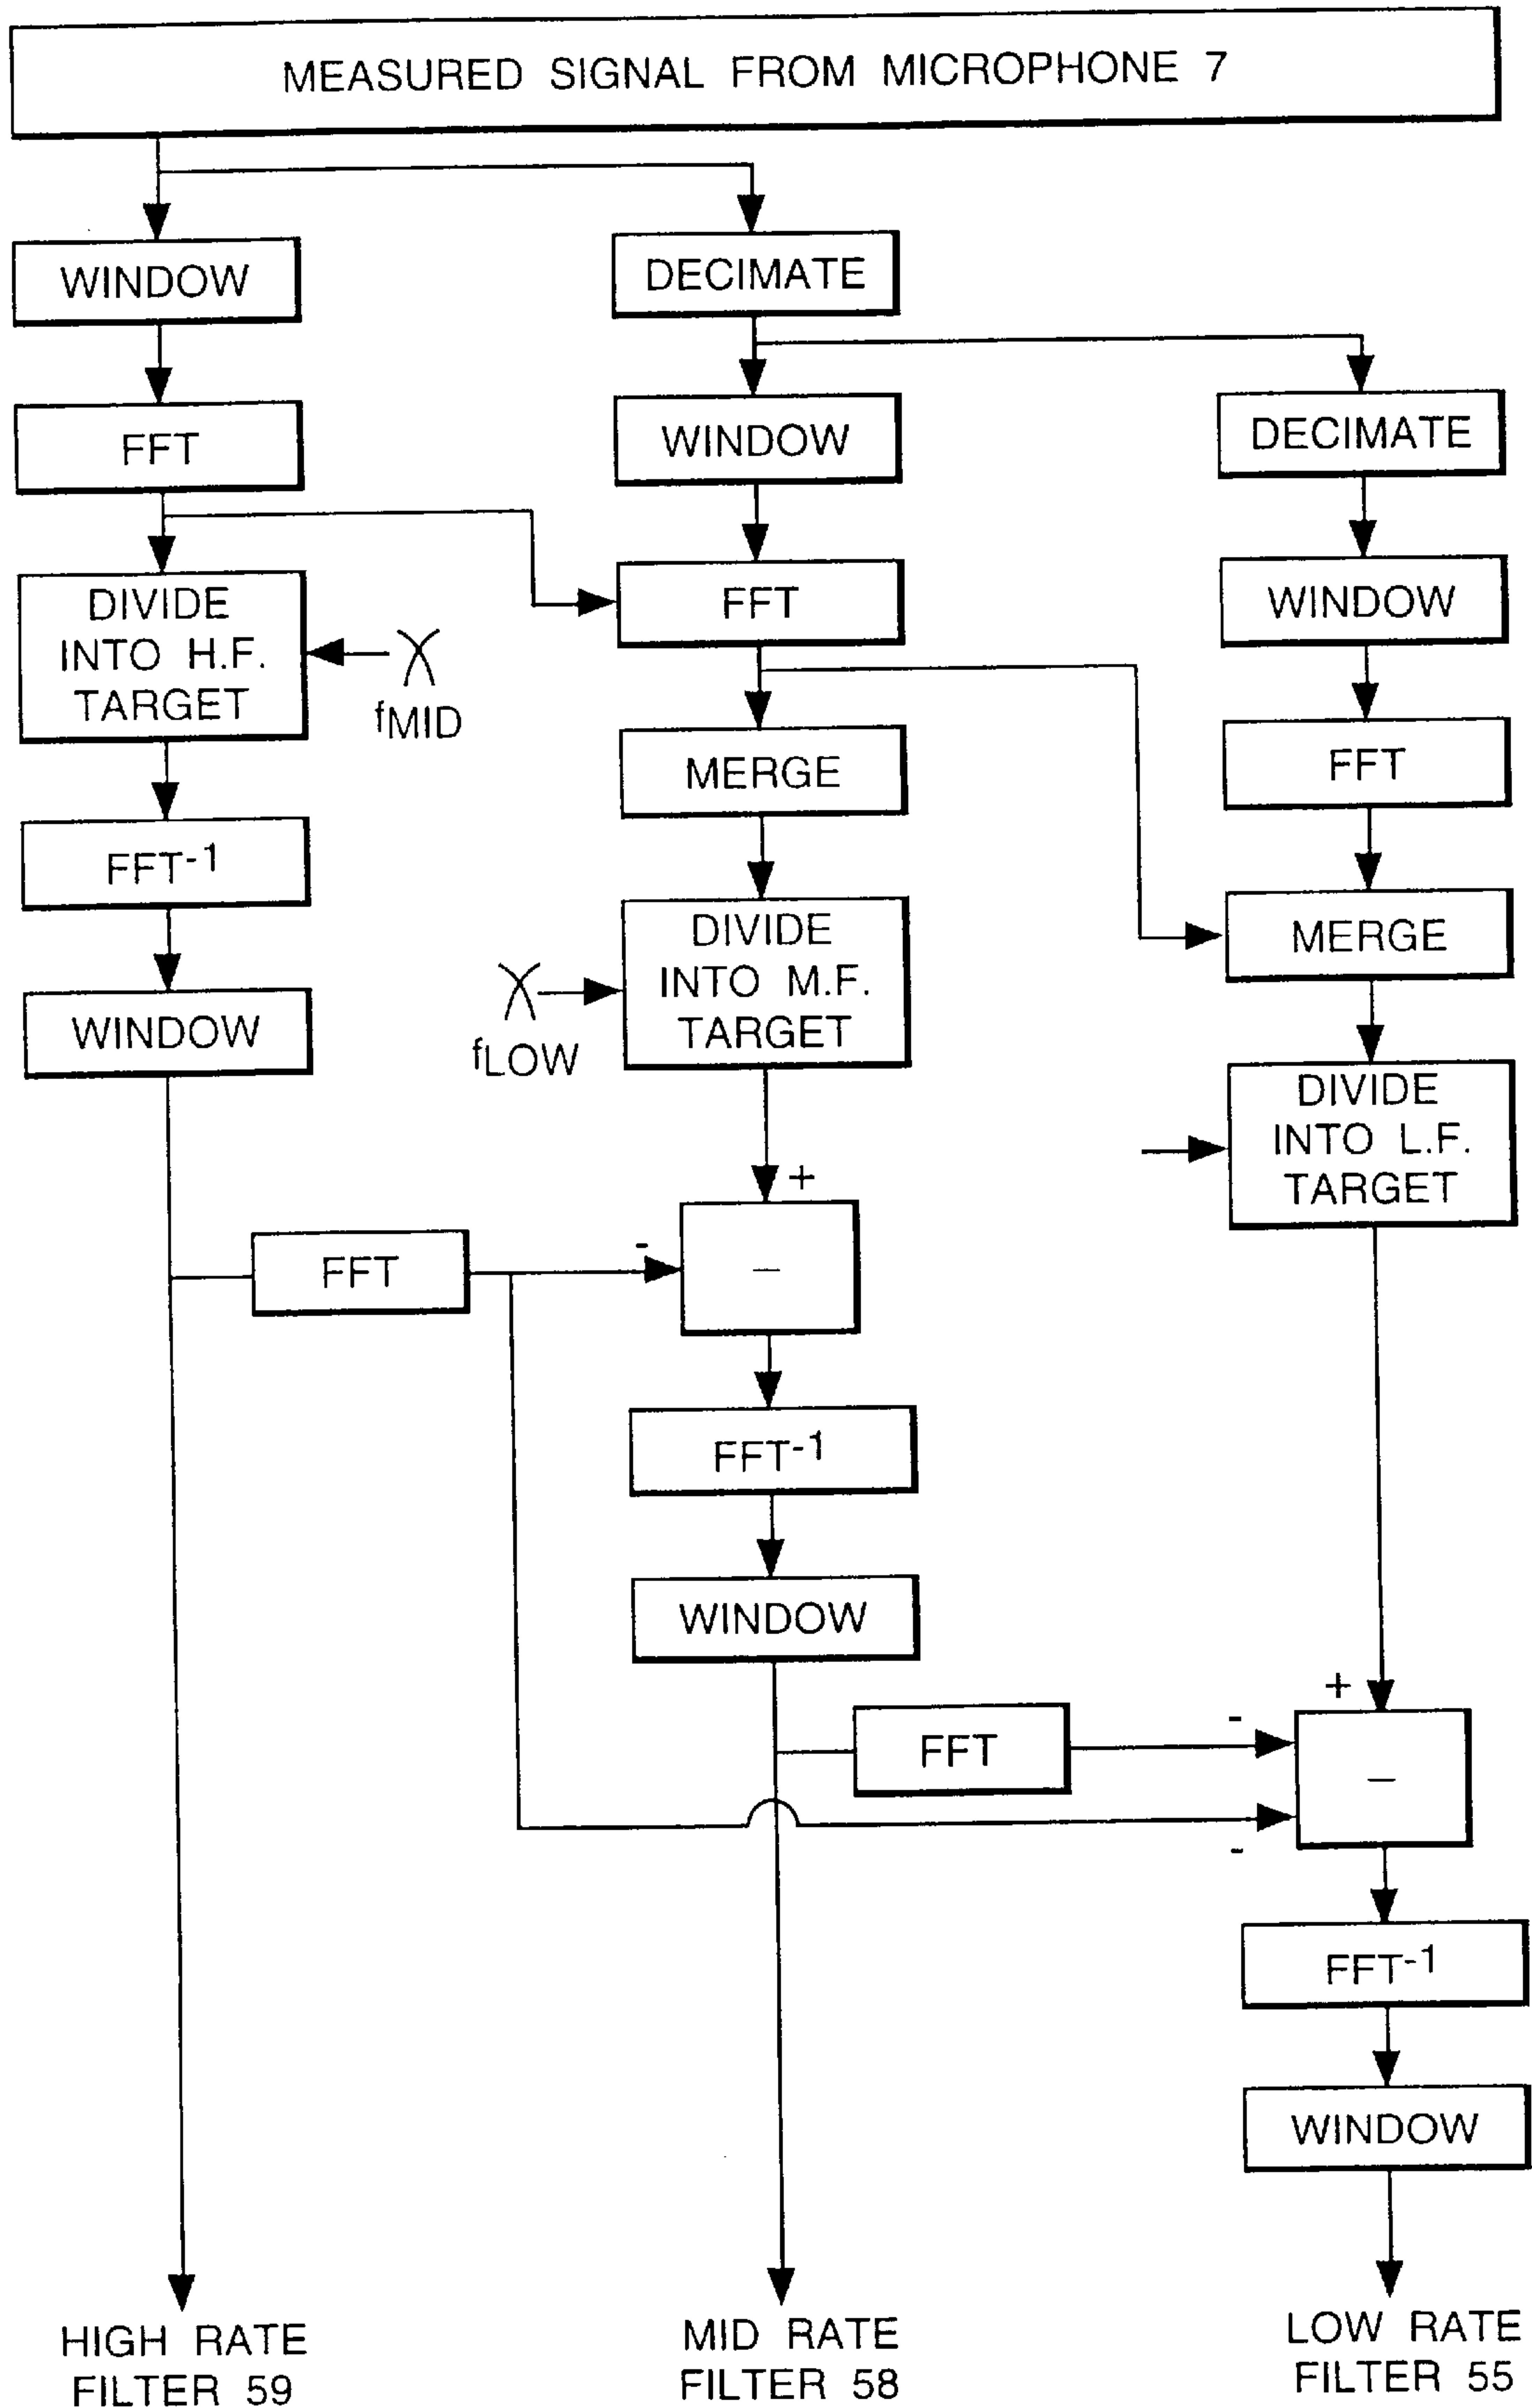 MEASURED SIGNAL FROM MICROPHONE 7
WINDOW
DECIMATE
FFT
WINDOW
DECIMATE
DIVIDE
INTO H.F.
TARGET
fMID
FFT
WINDOW
MERGE
FFT
FFT-1
DIVIDE
INTO M.F.
TARGET
fLOW
MERGE
WINDOW
DIVIDE
INTO L.F.
TARGET
+
FFT
-
–
FFT-1
WINDOW
+
FFT
-
–
-
FFT-1
WINDOW
HIGH RATE
FILTER 59
MID RATE
FILTER 58
LOW RATE
FILTER 55